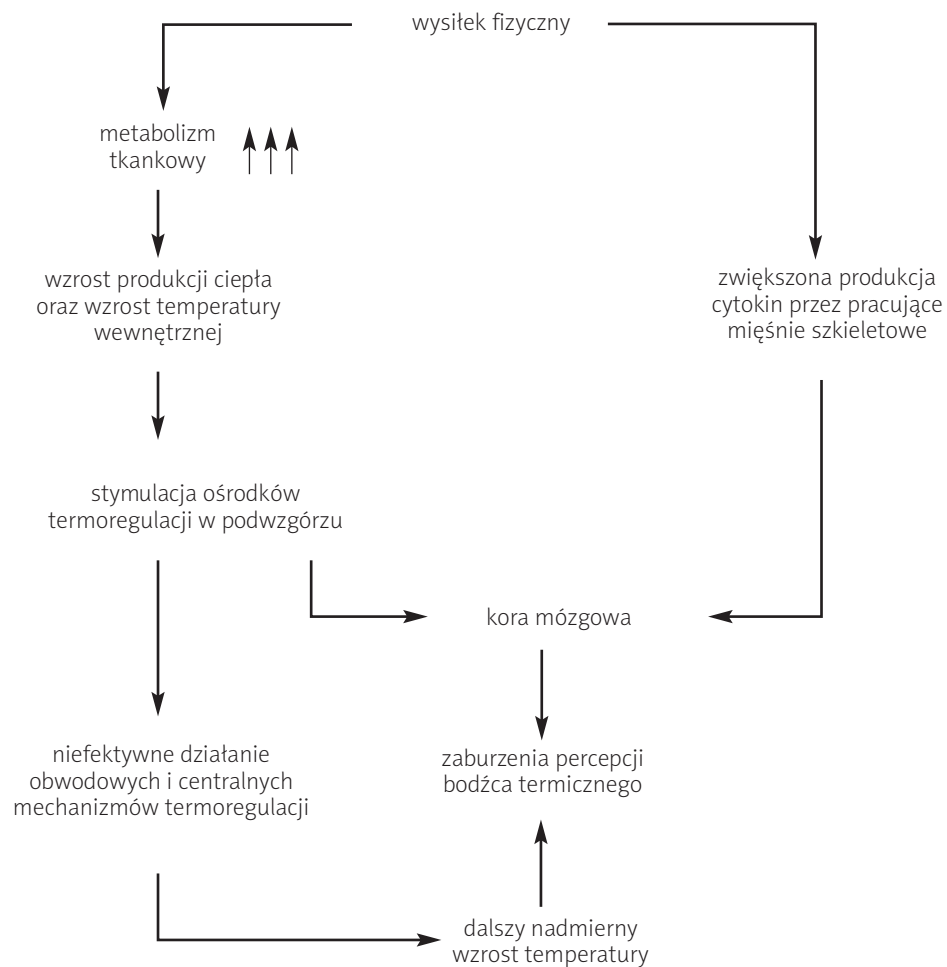 wysiłek fizyczny
metabolizm
tkankowy
wzrost produkcji ciepła
oraz wzrost temperatury
wewnętrznej
zwiększona produkcja
cytokin przez pracujące
mięśnie szkieletowe
stymulacja ośrodków
termoregulacji w podwzgórzu
kora mózgowa
niefektywne działanie
obwodowych i centralnych
mechanizmów termoregulacji
zaburzenia percepcji
bodźca termicznego
dalszy nadmierny
wzrost temperatury